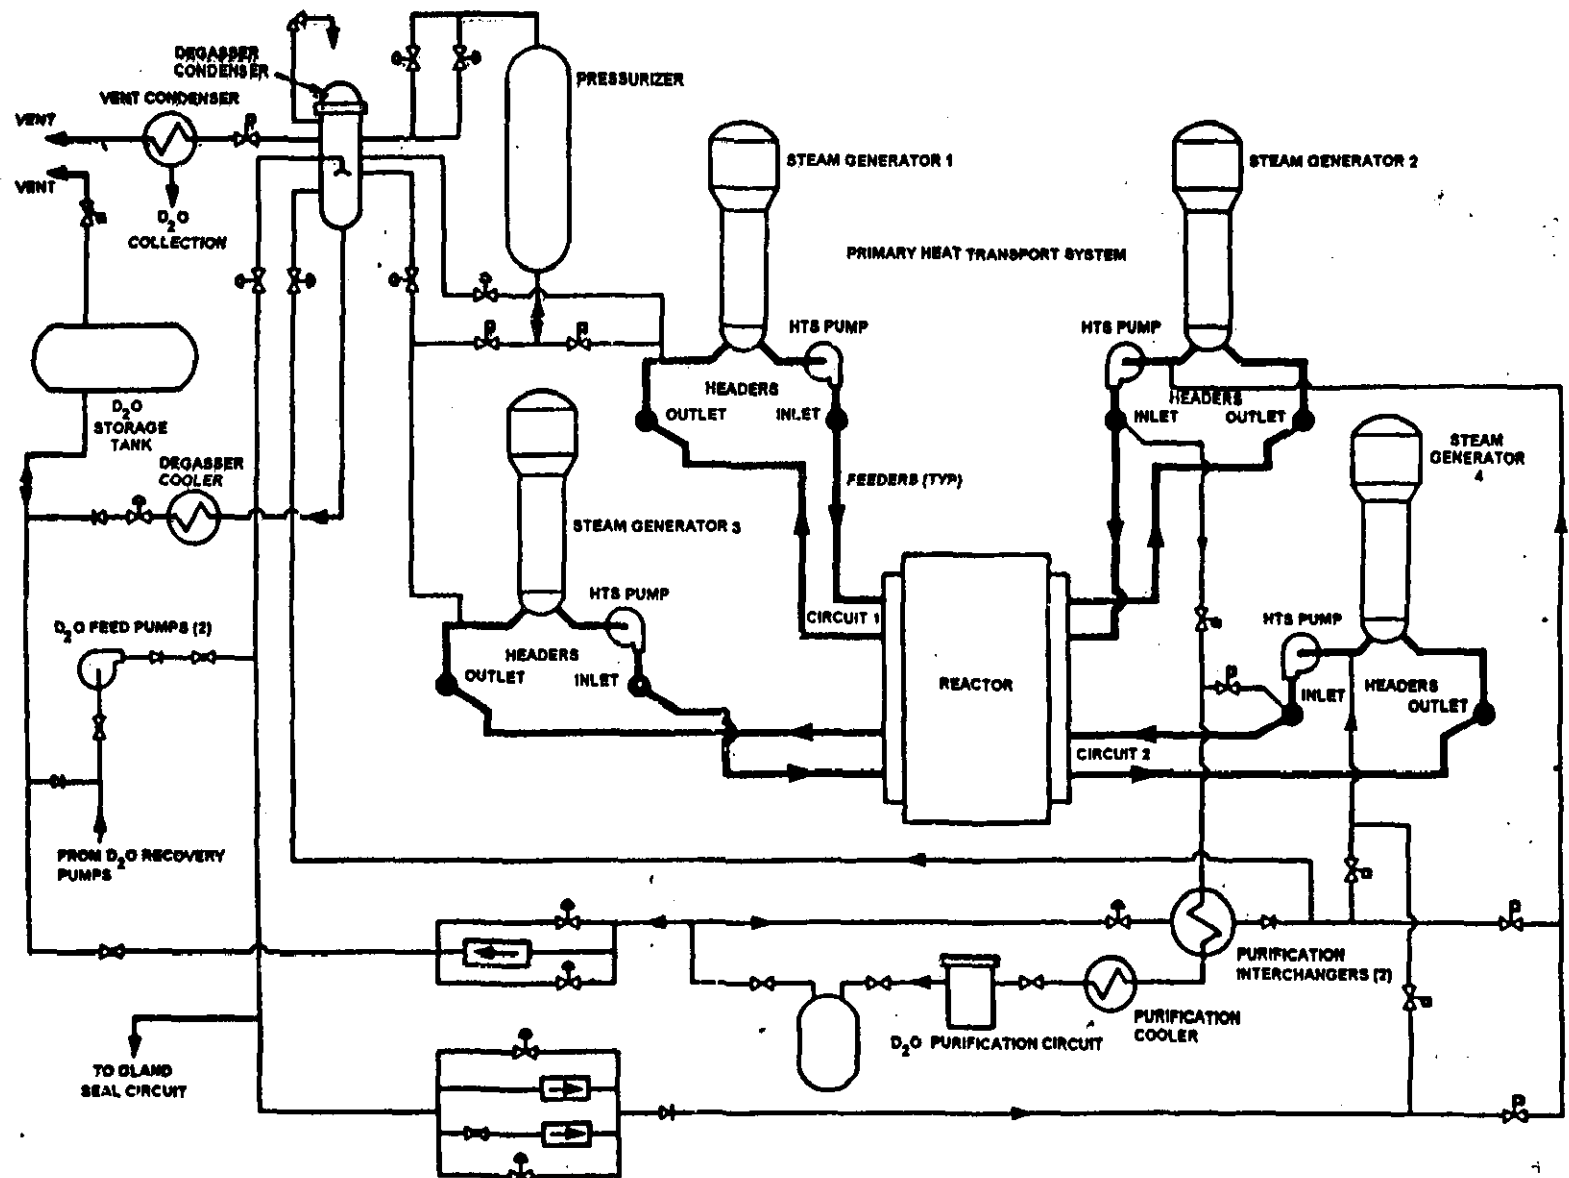 DEGASSER
CONDENSER
PRESSURIZER
VENT CONDENSER
VENT
P
VENT
D2O
COLLECTION
STEAM GENERATOR 1
STEAM GENERATOR 2
PRIMARY HEAT TRANSPORT SYSTEM
P
P
HTS PUMP
HTS PUMP
HEADERS
OUTLET
INLET
INLET
HEADERS
OUTLET
D2O
STORAGE
TANK
DEGASSER
COOLER
STEAM
GENERATOR
4
FEEDERS (TYP)
STEAM GENERATOR 3
HTS PUMP
CIRCUIT 1
HTS PUMP
D2O FEED PUMPS (2)
HEADERS
OUTLET
INLET
REACTOR
P
INLET
HEADERS
OUTLET
CIRCUIT 2
FROM D2O RECOVERY
PUMPS
P
PURIFICATION
INTERCHANGERS (2)
PURIFICATION
COOLER
D2O PURIFICATION CIRCUIT
TO GLAND
SEAL CIRCUIT
P